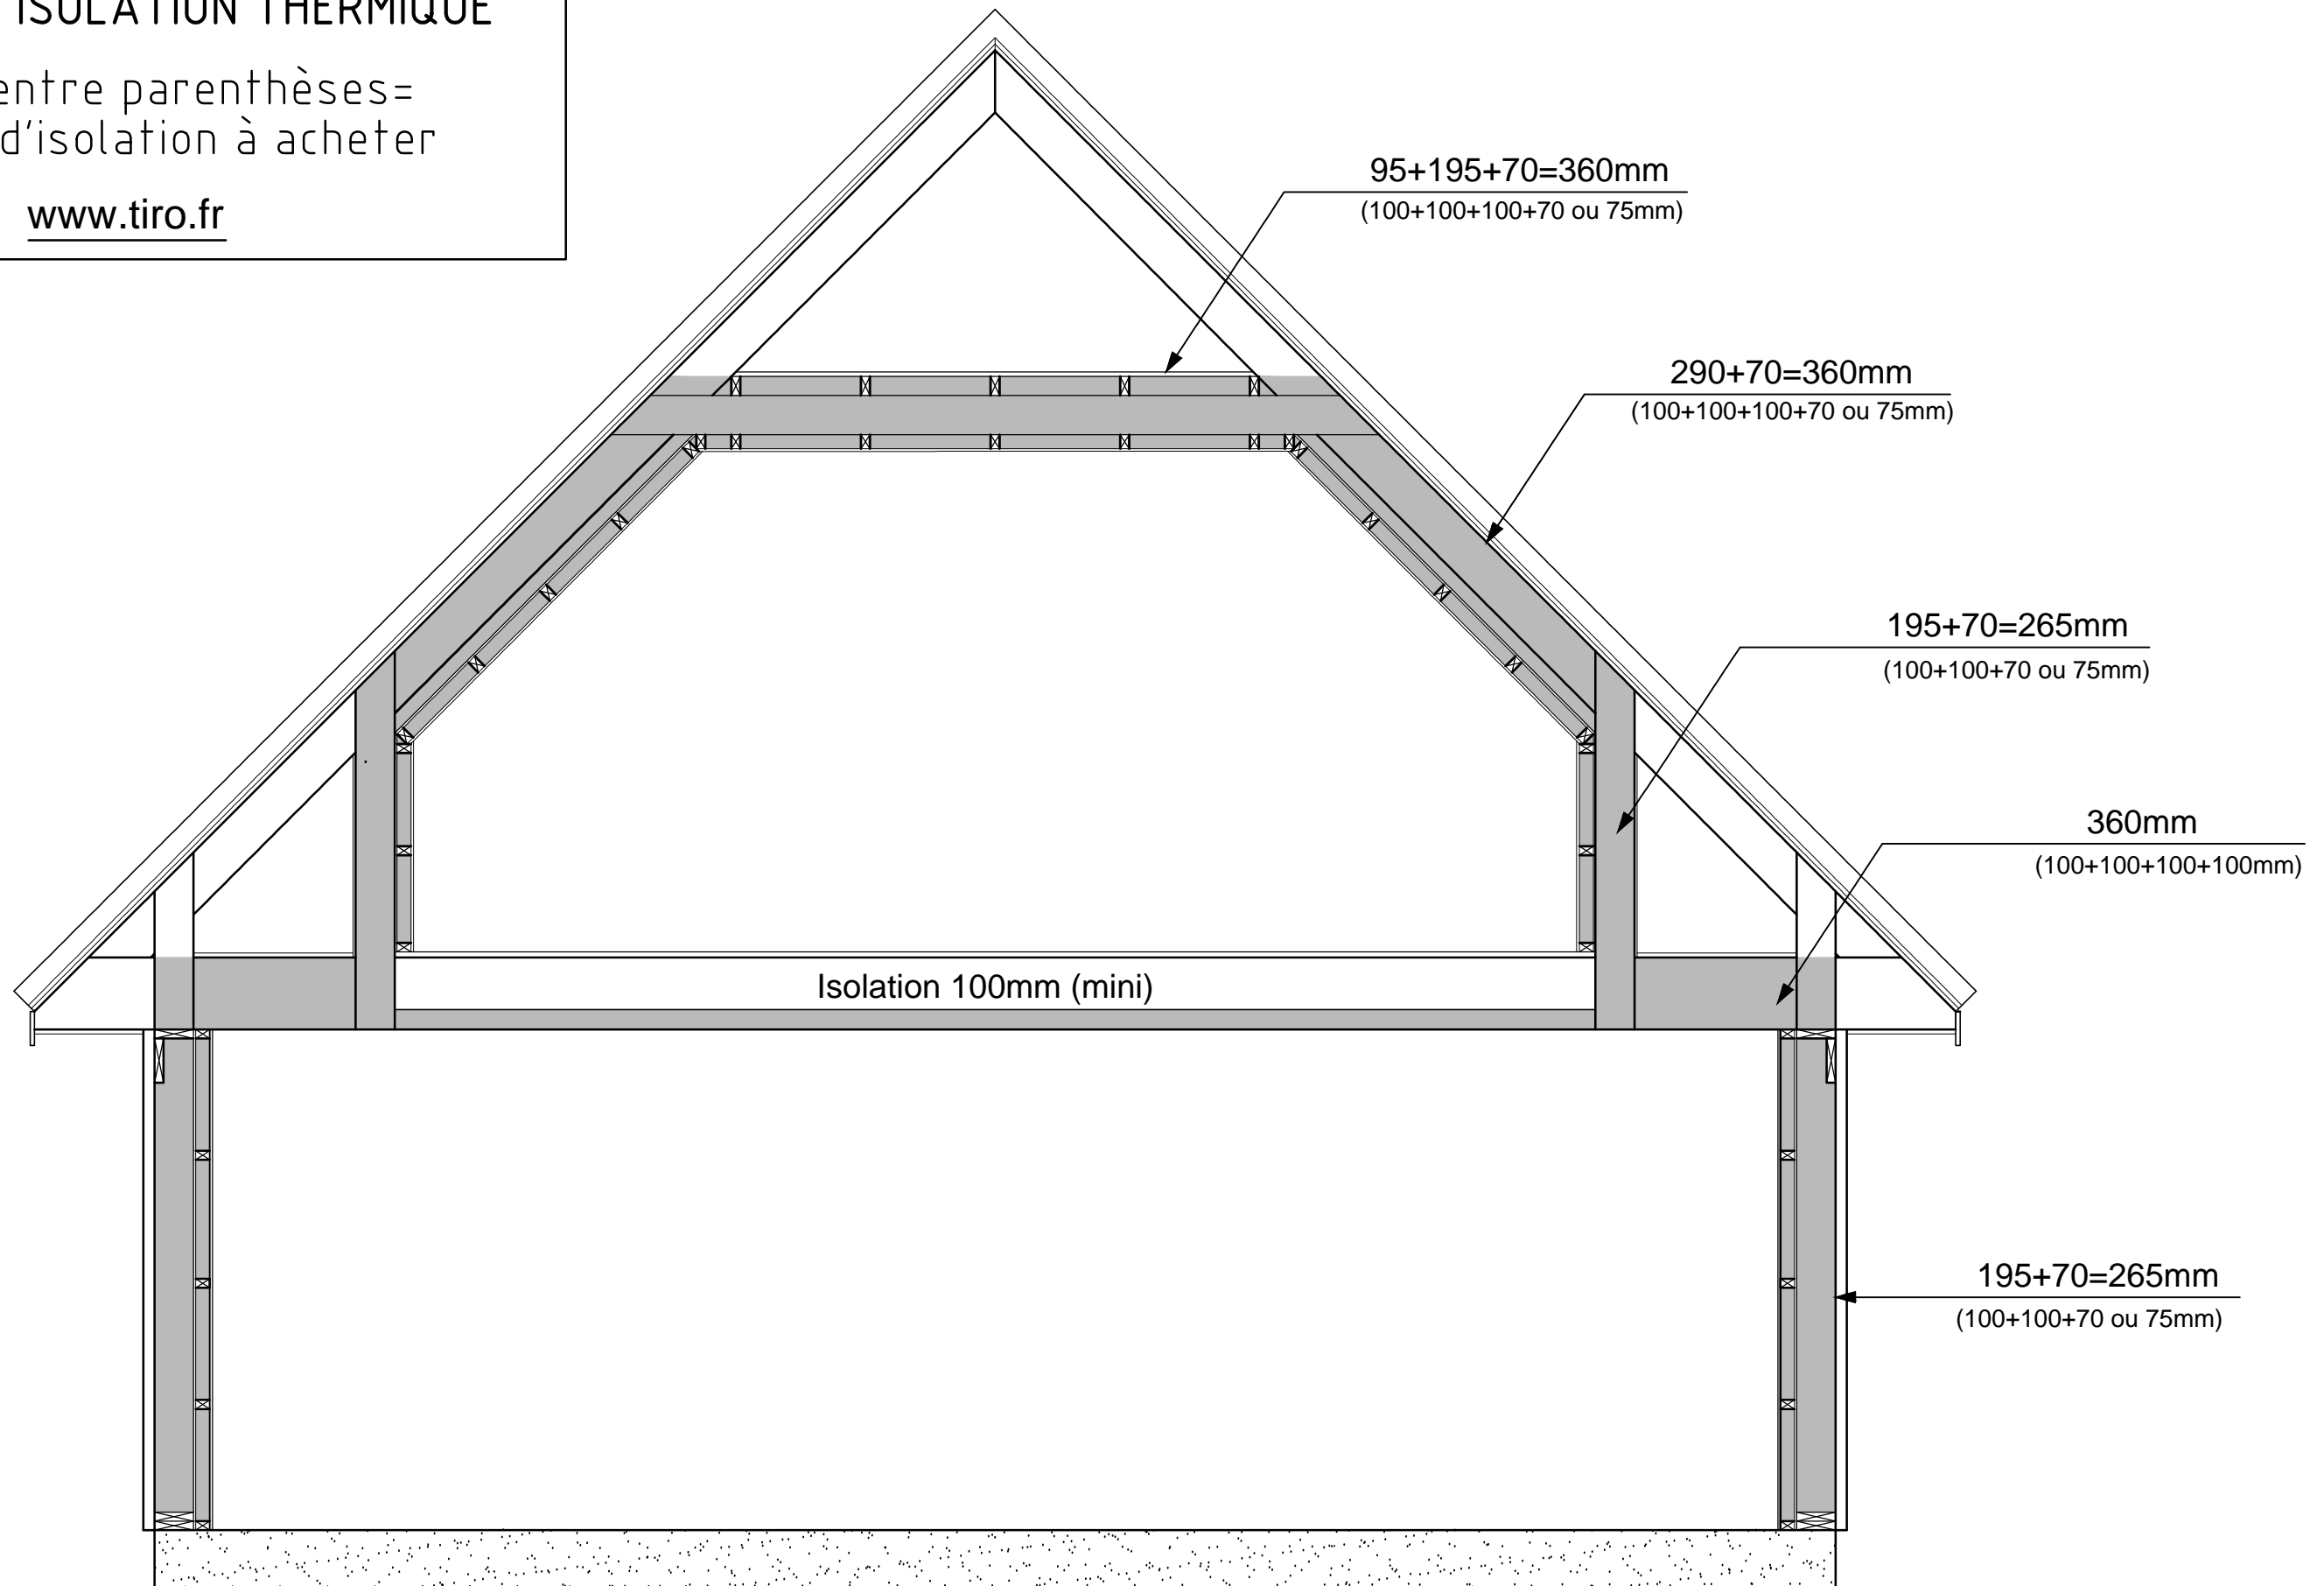 ISOLATION THERMIQUE
entre parenthèses=
d'isolation à acheter
www.tiro.fr
95+195+70=360mm
(100+100+100+70 ou 75mm)
290+70=360mm
(100+100+100+70 ou 75mm)
195+70=265mm
(100+100+70 ou 75mm)
360mm
(100+100+100+100mm)
Isolation 100mm (mini)
195+70=265mm
(100+100+70 ou 75mm)